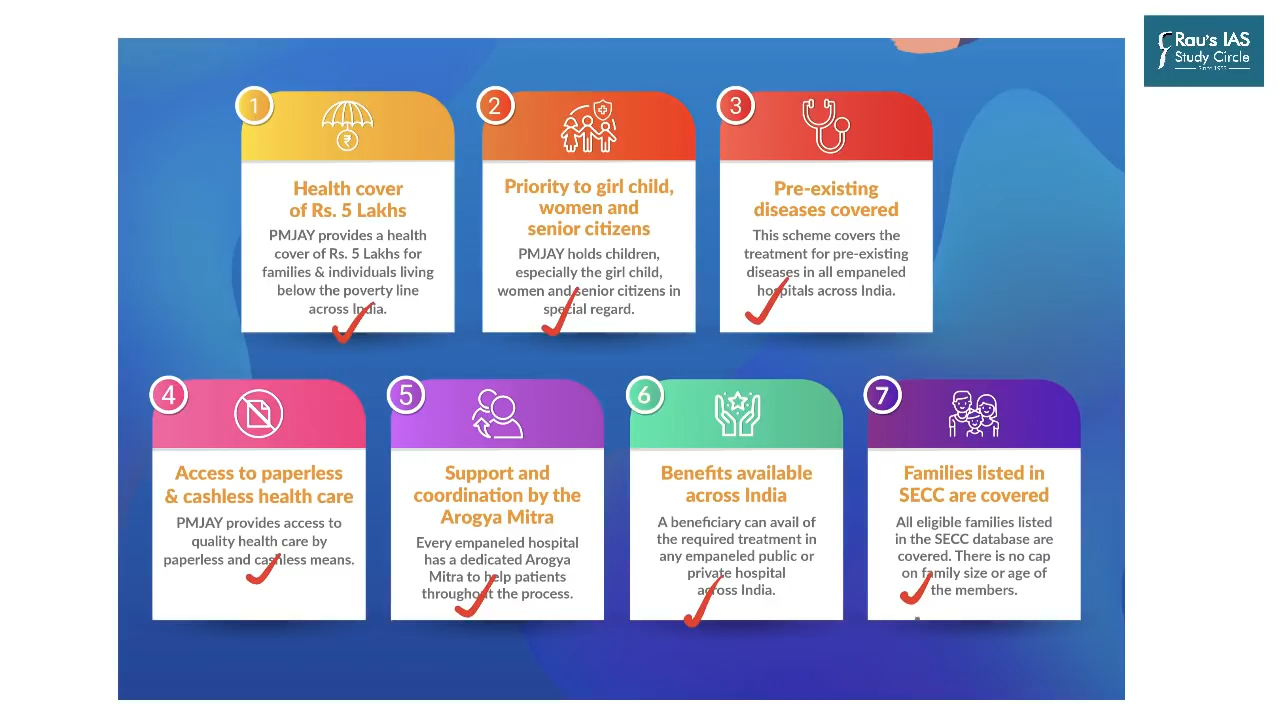 Rau's IAS
Study Circle
1
₹
Health cover
of Rs. 5 Lakhs
PMJAY provides a health
cover of Rs. 5 Lakhs for
families & individuals living
below the poverty line
across India.
2
Priority to girl child,
women and
senior citizens
PMJAY holds children,
especially the girl child,
women and senior citizens in
special regard.
3
Pre-existing
diseases covered
This scheme covers the
treatment for pre-existing
diseases in all empaneled
hospitals across India.
4
Access to paperless
& cashless health care
PMJAY provides access to
quality health care by
paperless and cashless means.
5
Support and
coordination by the
Arogya Mitra
Every empaneled hospital
has a dedicated Arogya
Mitra to help patients
throughout the process.
6
Benefits available
across India
A beneficiary can avail of
the required treatment in
any empaneled public or
private hospital
across India.
7
Families listed in
SECC are covered
All eligible families listed
in the SECC database are
covered. There is no cap
on family size or age of
the members.